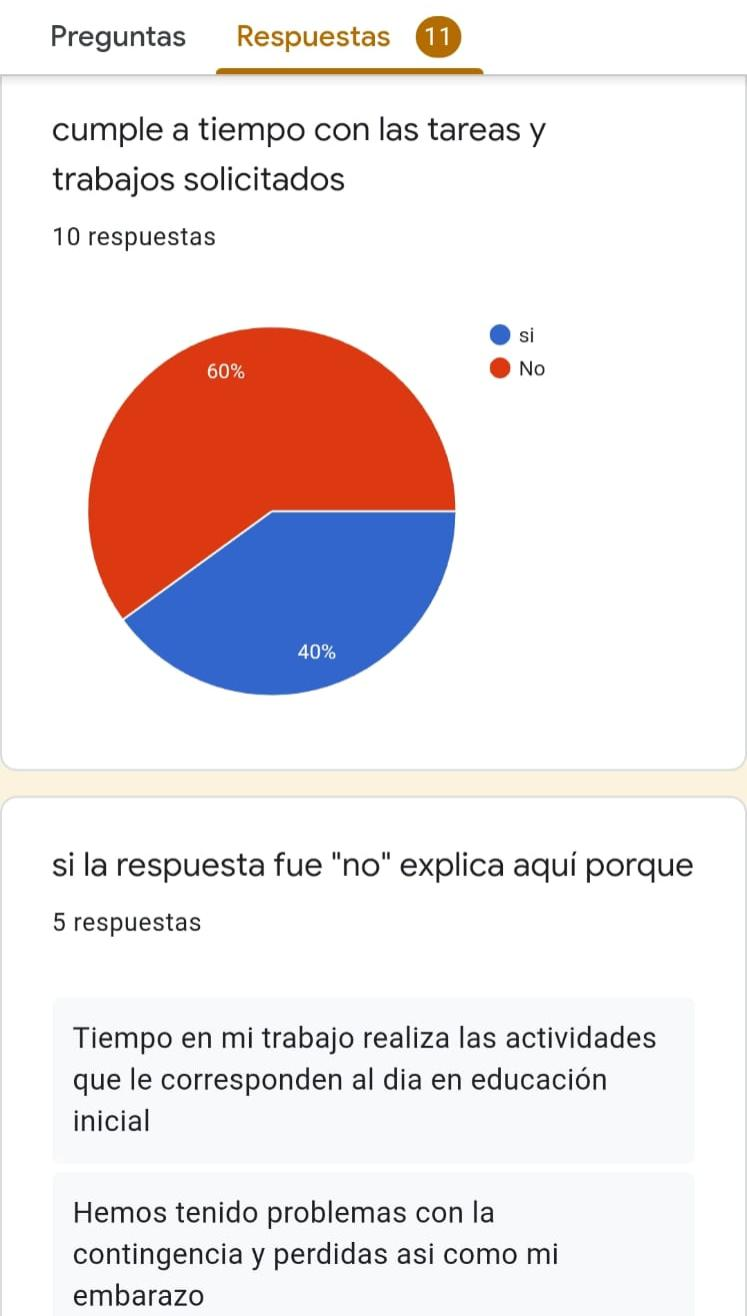 Preguntas Respuestas 11
cumple a tiempo con las tareas y
trabajos solicitados
10 respuestas
si
No
60%
40%
si la respuesta fue "no" explica aquí porque
5 respuestas
Tiempo en mi trabajo realiza las actividades
que le corresponden al dia en educación
inicial
Hemos tenido problemas con la
contingencia y perdidas asi como mi
embarazo